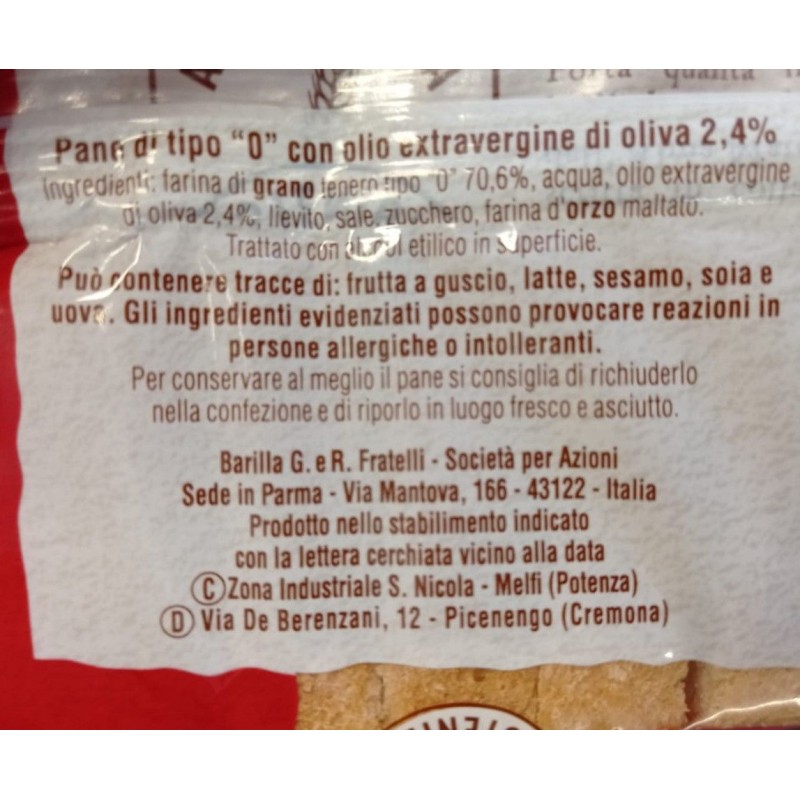 Porta qualità
Pane di tipo "0" con olio extravergine di oliva 2,4%
Ingredienti: farina di grano tenero tipo "0" 70,6%, acqua, olio extravergine
di oliva 2,4%, lievito, sale, zucchero, farina d'orzo maltato.
Trattato con alcol etilico in superficie.
Può contenere tracce di: frutta a guscio, latte, sesamo, soia e
uova. Gli ingredienti evidenziati possono provocare reazioni in
persone allergiche o intolleranti.
Per conservare al meglio il pane si consiglia di richiuderlo
nella confezione e di riporlo in luogo fresco e asciutto.
Barilla G. e R. Fratelli - Società per Azioni
Sede in Parma - Via Mantova, 166 - 43122 - Italia
Prodotto nello stabilimento indicato
con la lettera cerchiata vicino alla data
Ⓒ Zona Industriale S. Nicola - Melfi (Potenza)
Ⓓ Via De Berenzani, 12 - Picenengo (Cremona)